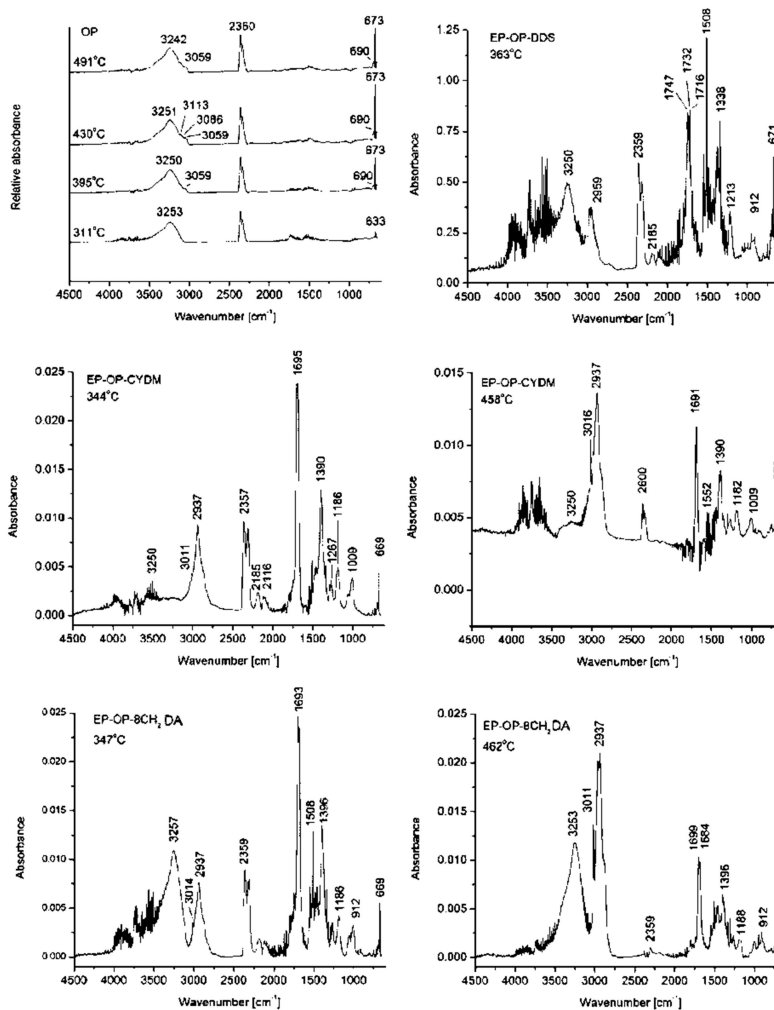 OP
3242
3059
2360
673
690
491°C
673
3251
3113
3086
3059
690
430°C
673
3250
3059
690
395°C
3253
633
311°C
Relative absorbance
4500 4000 3500 3000 2500 2000 1500 1000
Wavenumber [cm⁻¹]
EP-OP-DDS
363°C
1508
1732
1747
1716
1338
2359
3250
2959
2185
1213
912
671
1.25
1.00
0.75
0.50
0.25
0.00
Absorbance
4500 4000 3500 3000 2500 2000 1500 1000
Wavenumber [cm⁻¹]
EP-OP-CYDM
344°C
1695
1390
2937
2357
3011
3250
2185
2116
1267
1186
1009
669
0.025
0.020
0.015
0.010
0.005
0.000
Absorbance
4500 4000 3500 3000 2500 2000 1500 1000
Wavenumber [cm⁻¹]
EP-OP-CYDM
458°C
2937
3016
1691
3250
2600
1552
1390
1182
1009
0.015
0.010
0.005
0.000
Absorbance
4500 4000 3500 3000 2500 2000 1500 1000
Wavenumber [cm⁻¹]
EP-OP-8CH₂DA
347°C
1693
1508
1396
3257
3014
2937
2359
1186
912
669
0.025
0.020
0.015
0.010
0.005
0.000
Absorbance
4500 4000 3500 3000 2500 2000 1500 1000
Wavenumber [cm⁻¹]
EP-OP-8CH₂DA
462°C
2937
3011
3253
1699
1684
1396
2359
1188
912
0.025
0.020
0.015
0.010
0.005
0.000
Absorbance
4500 4000 3500 3000 2500 2000 1500 1000
Wavenumber [cm⁻¹]